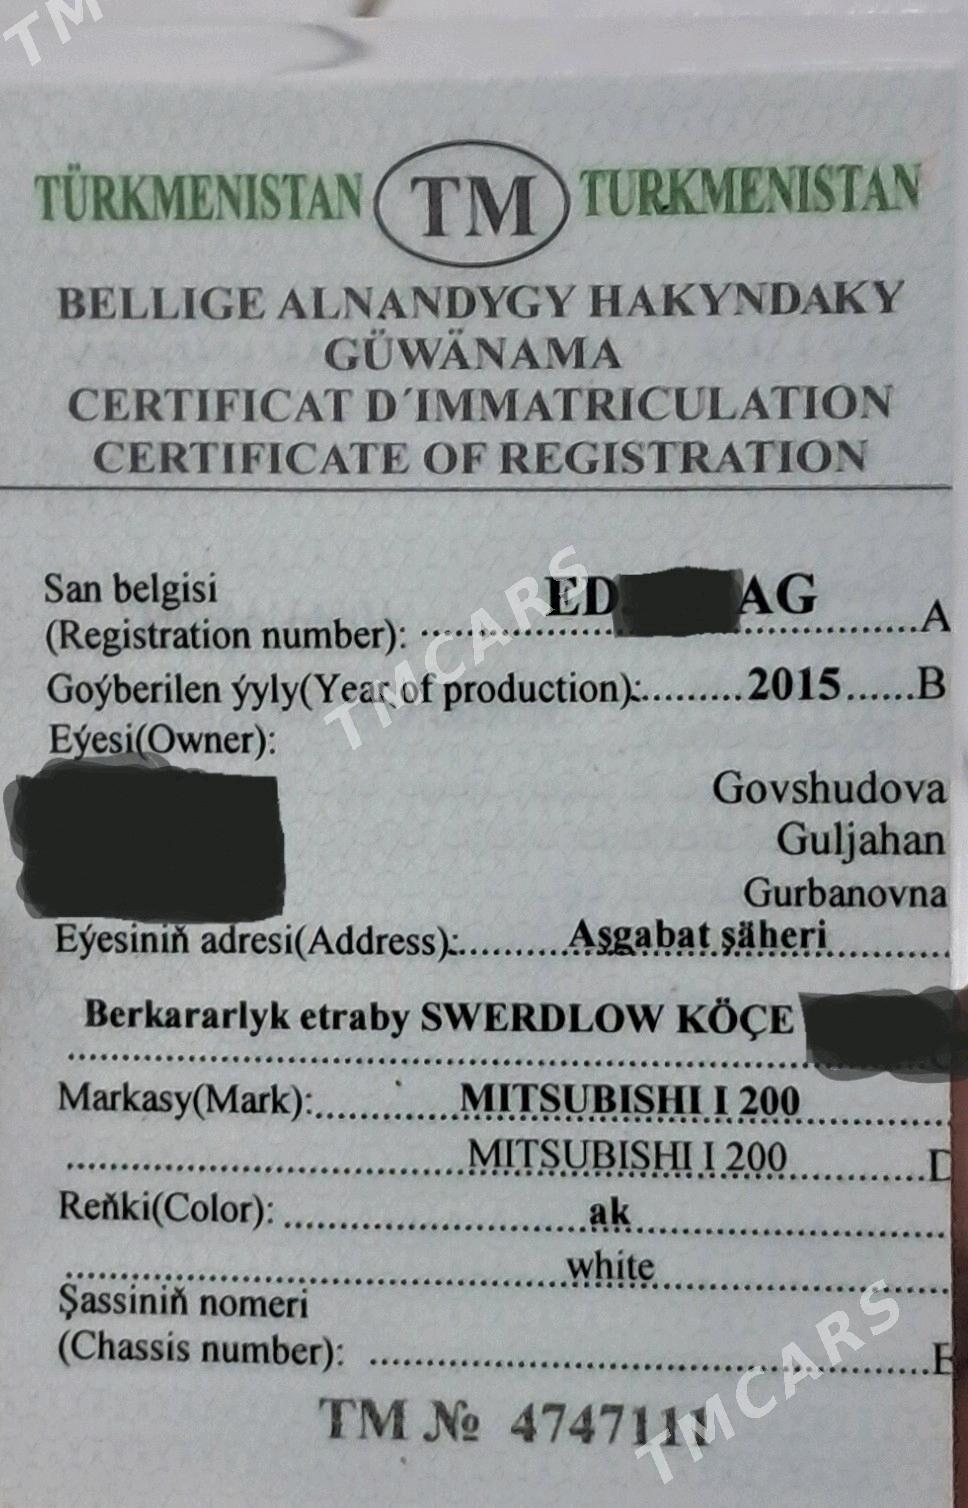 TM
TÜRKMENISTAN TM TURKMENISTAN
BELLIGE ALNANDYGY HAKYNDAKY
GÜWÄNAMA
CERTIFICAT D´IMMATRICULATION
CERTIFICATE OF REGISTRATION
San belgisi
(Registration number): ED AG A
Goýberilen ýyly(Year of production):.........2015......B
Eýesi(Owner):
Govshudova
Guljahan
Gurbanovna
Eýesiniň adresi(Address):.........Aşgabat şäheri
Berkararlyk etraby SWERDLOW KÖÇE
Markasy(Mark): MITSUBISHI I 200
MITSUBISHI I 200 D
Reňki(Color): ak
white
Şassiniň nomeri
(Chassis number): E
TM № 4747111
TMCARS
TMCARS